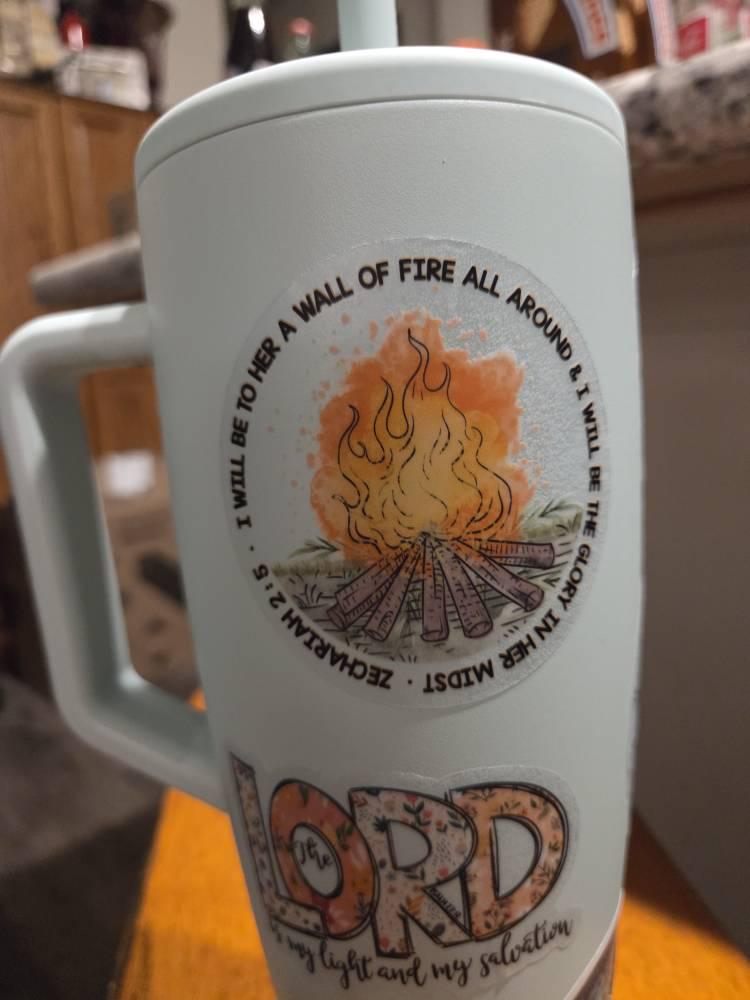 I WILL BE TO HER A WALL OF FIRE ALL AROUND & I WILL BE THE GLORY IN HER MIDST · ZECHARIAH 2:5 ·
The
LORD
is my light and my salvation